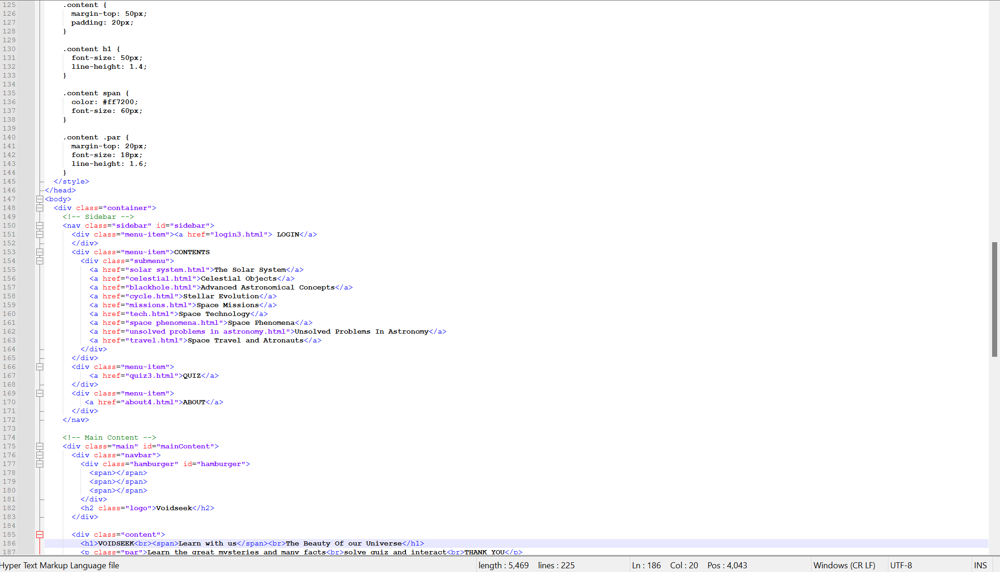 125 .content {
126 margin-top: 50px;
127 padding: 20px;
128 }
129
130 .content h1 {
131 font-size: 50px;
132 line-height: 1.4;
133 }
134
135 .content span {
136 color: #ff7200;
137 font-size: 60px;
138 }
139
140 .content .par {
141 margin-top: 20px;
142 font-size: 18px;
143 line-height: 1.6;
144 }
145 </style>
146 </head>
147 <body>
148 <div class="container">
149 <!-- Sidebar -->
150 <nav class="sidebar" id="sidebar">
151 <div class="menu-item"><a href="login3.html"> LOGIN</a>
152 </div>
153 <div class="menu-item">CONTENTS
154 <div class="submenu">
155 <a href="solar system.html">The Solar System</a>
156 <a href="celestial.html">Celestial Objects</a>
157 <a href="blackhole.html">Advanced Astronomical Concepts</a>
158 <a href="cycle.html">Stellar Evolution</a>
159 <a href="missions.html">Space Missions</a>
160 <a href="tech.html">Space Technology</a>
161 <a href="space phenomena.html">Space Phenomena</a>
162 <a href="unsolved problems in astronomy.html">Unsolved Problems In Astronomy</a>
163 <a href="travel.html">Space Travel and Atronauts</a>
164 </div>
165 </div>
166 <div class="menu-item">
167 <a href="quiz3.html">QUIZ</a>
168 </div>
169 <div class="menu-item">
170 <a href="about4.html">ABOUT</a>
171 </div>
172 </nav>
173
174 <!-- Main Content -->
175 <div class="main" id="mainContent">
176 <div class="navbar">
177 <div class="hamburger" id="hamburger">
178 <span></span>
179 <span></span>
180 <span></span>
181 </div>
182 <h2 class="logo">Voidseek</h2>
183 </div>
184
185 <div class="content">
186 <h1>VOIDSEEK<br><span>Learn with us</span><br>The Beauty Of our Universe</h1>
187 <p class="par">Learn the great mysteries and many facts<br>solve quiz and interact<br>THANK YOU</p>
Hyper Text Markup Language file length : 5,469 lines : 225 Ln : 186 Col : 20 Pos : 4,043 Windows (CR LF) UTF-8 INS